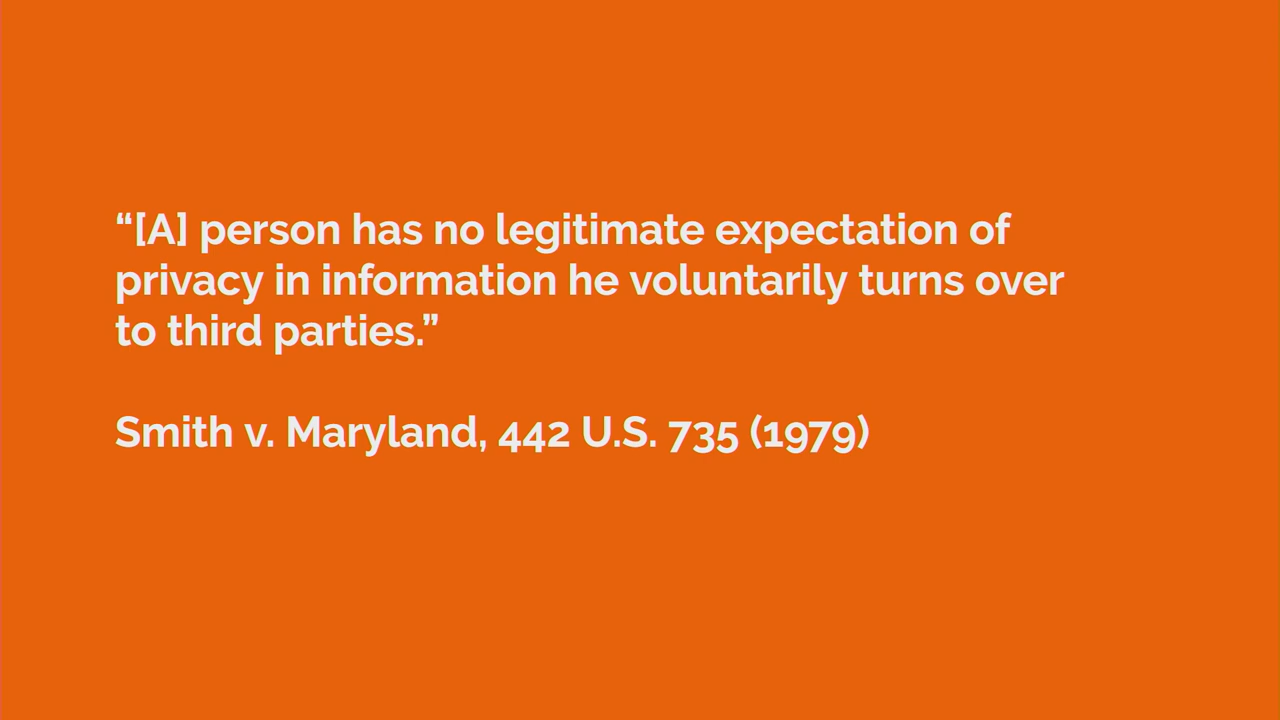 “[A] person has no legitimate expectation of
privacy in information he voluntarily turns over
to third parties.”
Smith v. Maryland, 442 U.S. 735 (1979)